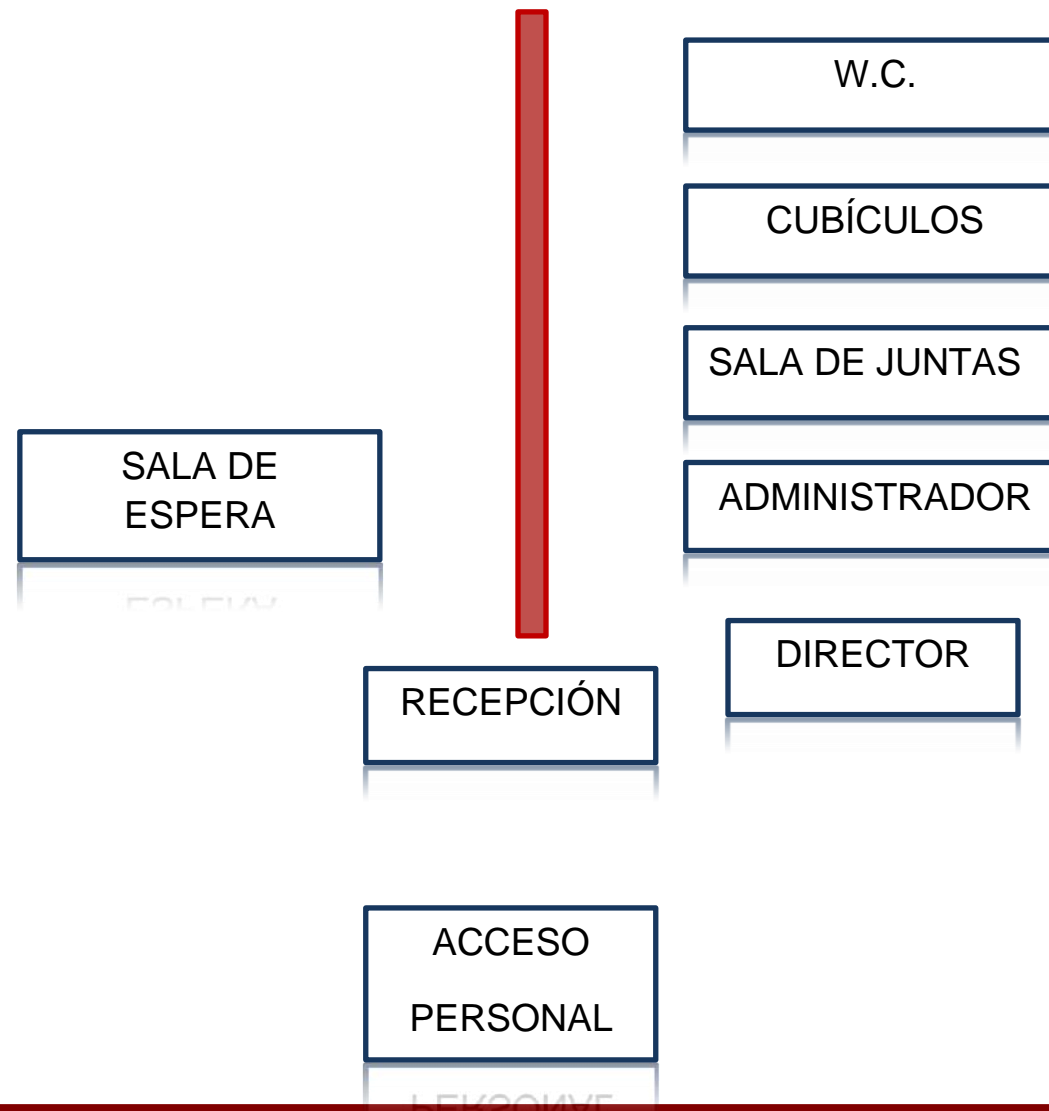 W.C.
CUBÍCULOS
SALA DE JUNTAS
SALA DE
ESPERA
ADMINISTRADOR
DIRECTOR
RECEPCIÓN
ACCESO
PERSONAL